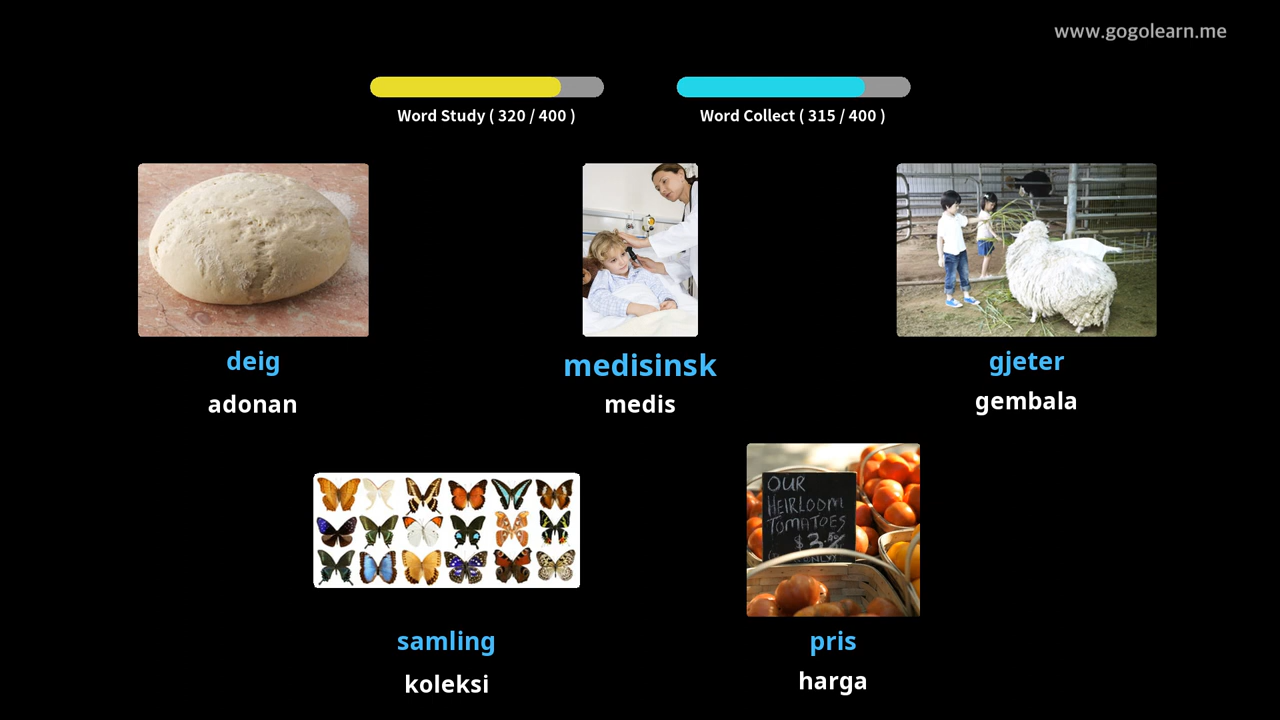 www.gogolearn.me
Word Study ( 320 / 400 )
Word Collect ( 315 / 400 )
deig
adonan
medisinsk
medis
gjeter
gembala
OUR
HEIRLOOM
TOMATOES
samling
koleksi
pris
harga